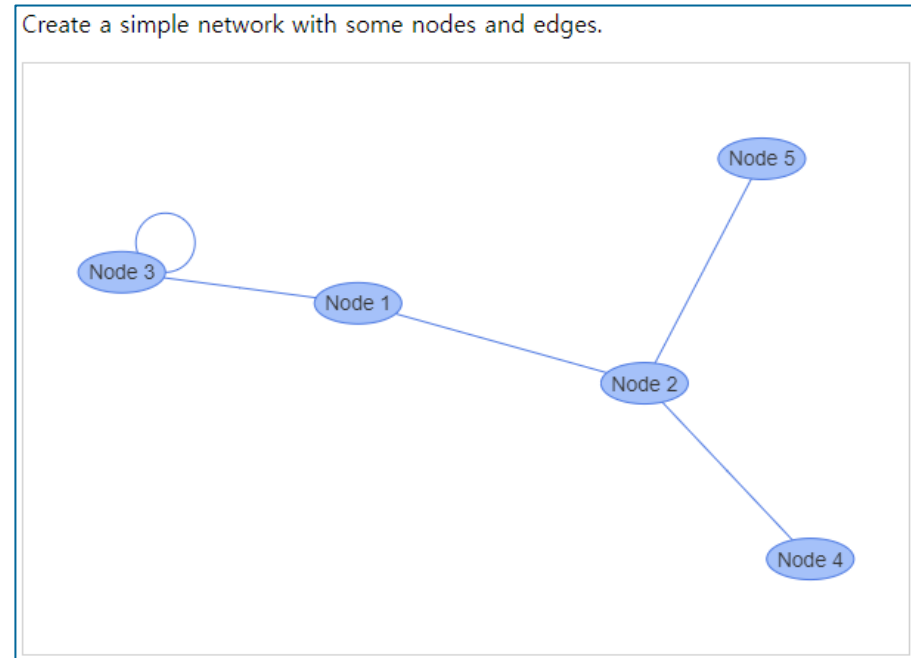 Create a simple network with some nodes and edges.
Node 5
Node 3
Node 1
Node 2
Node 4